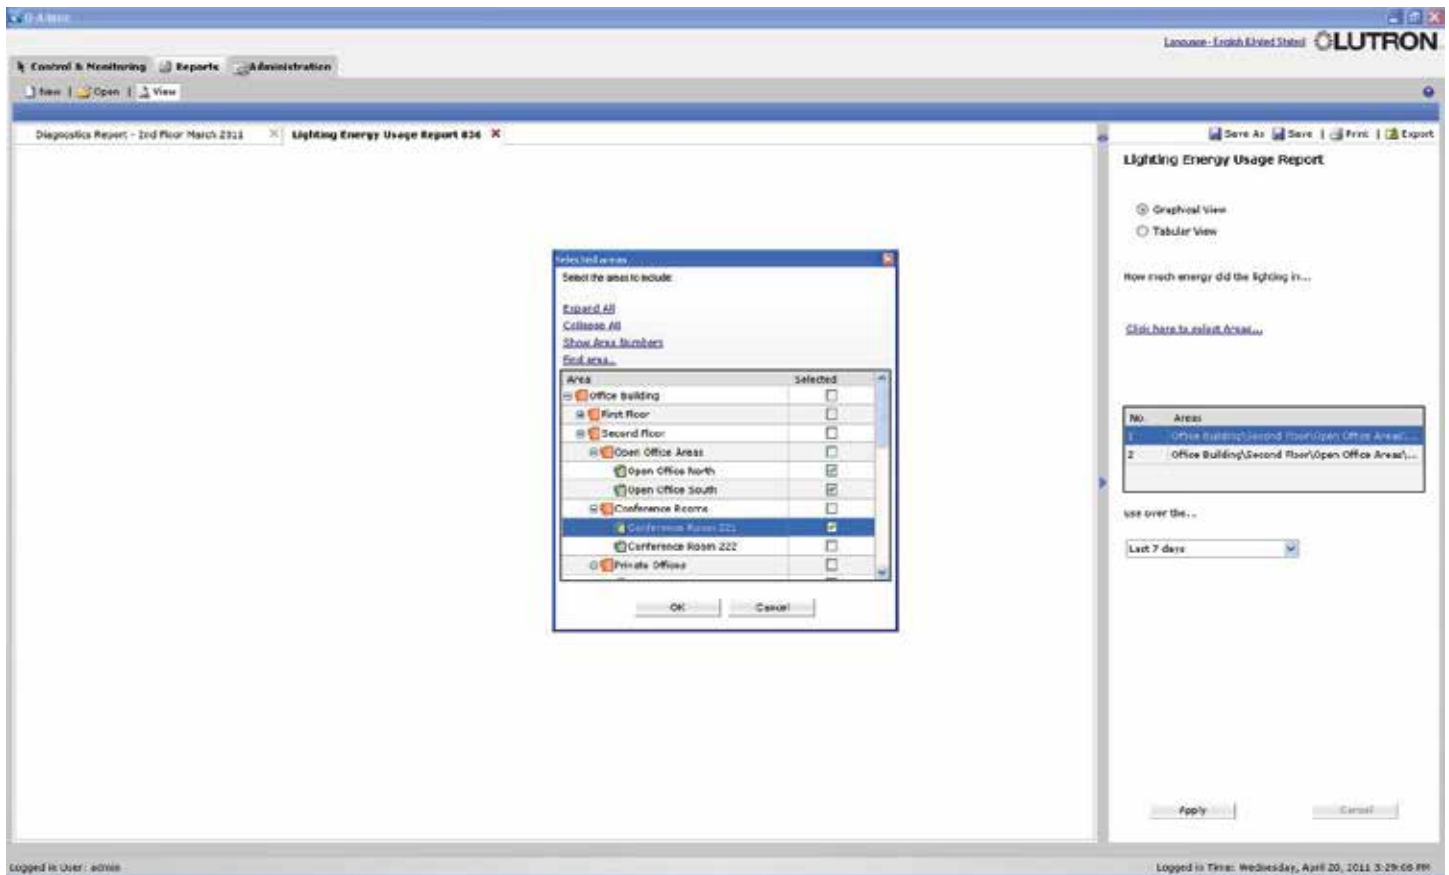 Q-Admin
Language - English (United States) LUTRON
Control & Monitoring Reports Administration
New | Open | View
Diagnostics Report - 2nd Floor March 2011 Lighting Energy Usage Report #36
Save As Save | Print | Export
Lighting Energy Usage Report
Graphical View
Tabular View
How much energy did the lighting in...
Click here to select Areas...
No. Areas
1 Office Building\Second Floor\Open Office Areas\...
2 Office Building\Second Floor\Open Office Areas\...
use over the...
Last 7 days
Apply Cancel
Selected areas
Select the areas to include:
Expand All
Collapse All
Show Area Numbers
Find area...
Area Selected
Office Building
First Floor
Second Floor
Open Office Areas
Open Office North
Open Office South
Conference Rooms
Conference Room 221
Conference Room 222
Private Offices
OK Cancel
Logged in User: admin
Logged in Time: Wednesday, April 20, 2011 3:29:06 PM